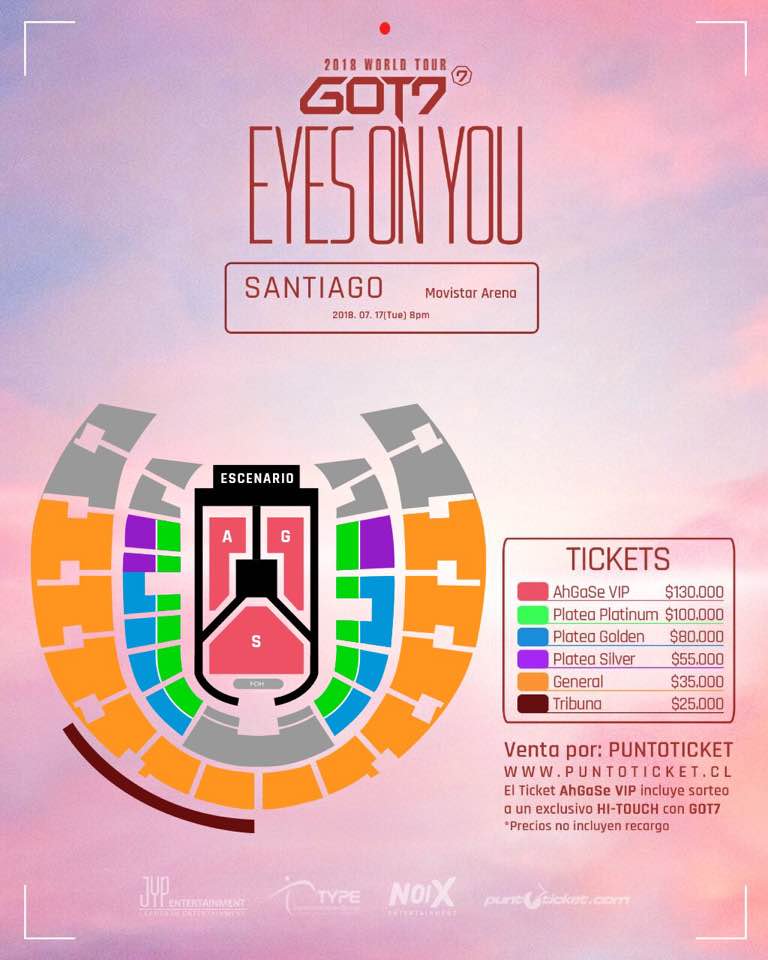 2018 WORLD TOUR
GOT7 7
EYES ON YOU
SANTIAGO Movistar Arena
2018. 07. 17(Tue) 8pm
ESCENARIO
A G
S
FOH
TICKETS
AhGaSe VIP $130.000
Platea Platinum $100.000
Platea Golden $80.000
Platea Silver $55.000
General $35.000
Tribuna $25.000
Venta por: PUNTOTICKET
WWW.PUNTOTICKET.CL
El Ticket AhGaSe VIP incluye sorteo
a un exclusivo HI-TOUCH con GOT7
*Precios no incluyen recargo
JYP ENTERTAINMENT
TYPE
NOIX
ENTERTAINMENT
puntoticket.com